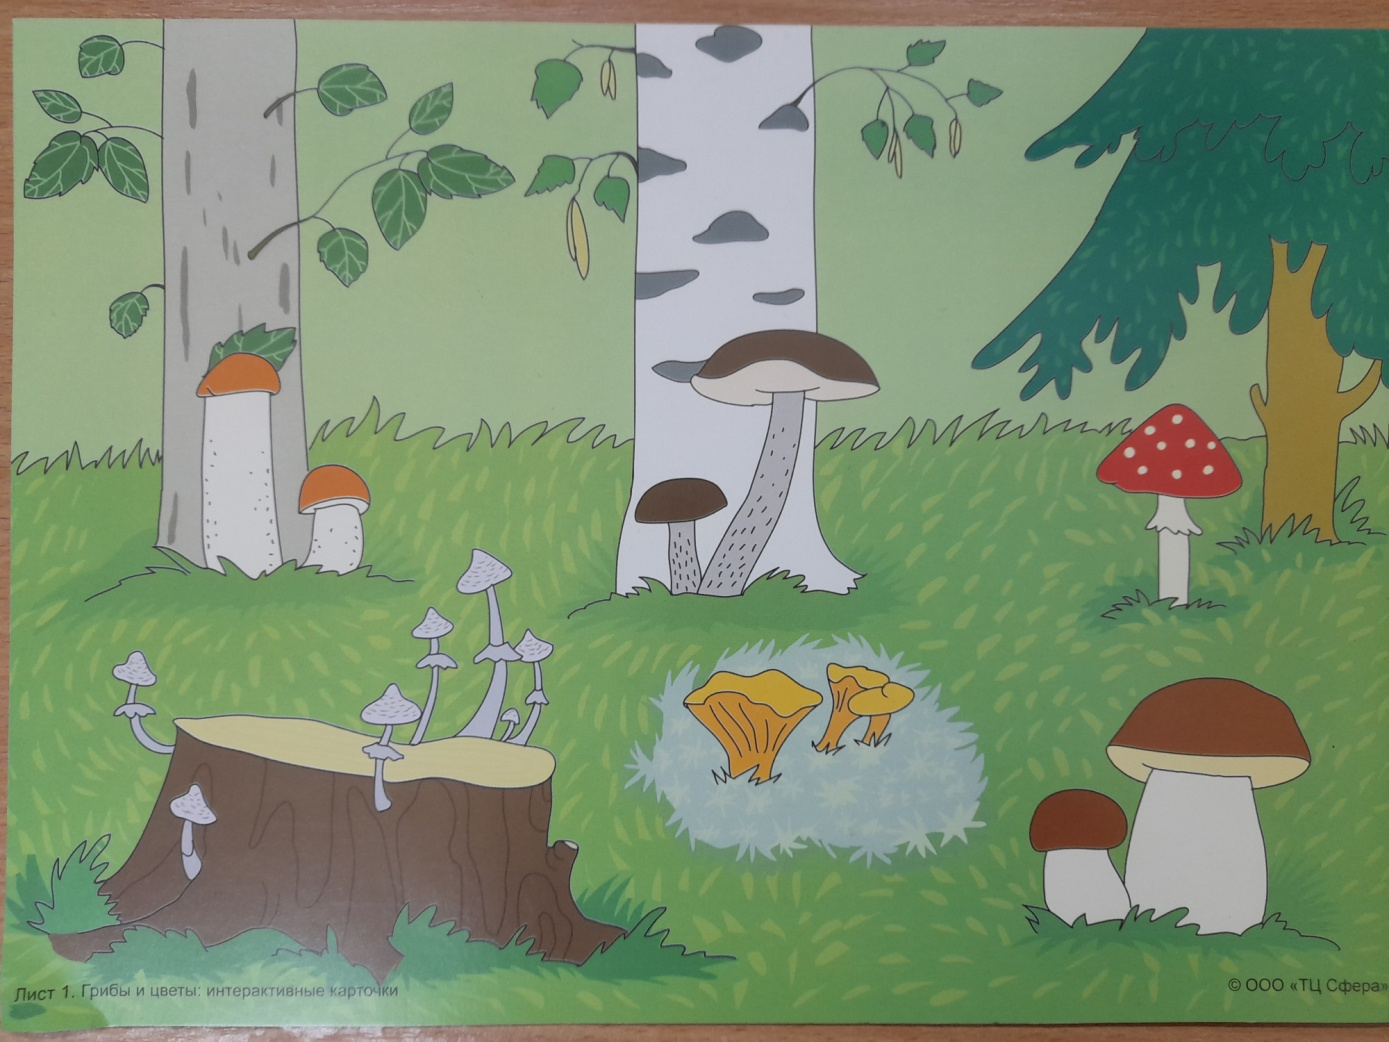 Лист 1. Грибы и цветы: интерактивные карточки
© ООО «ТЦ Сфера»